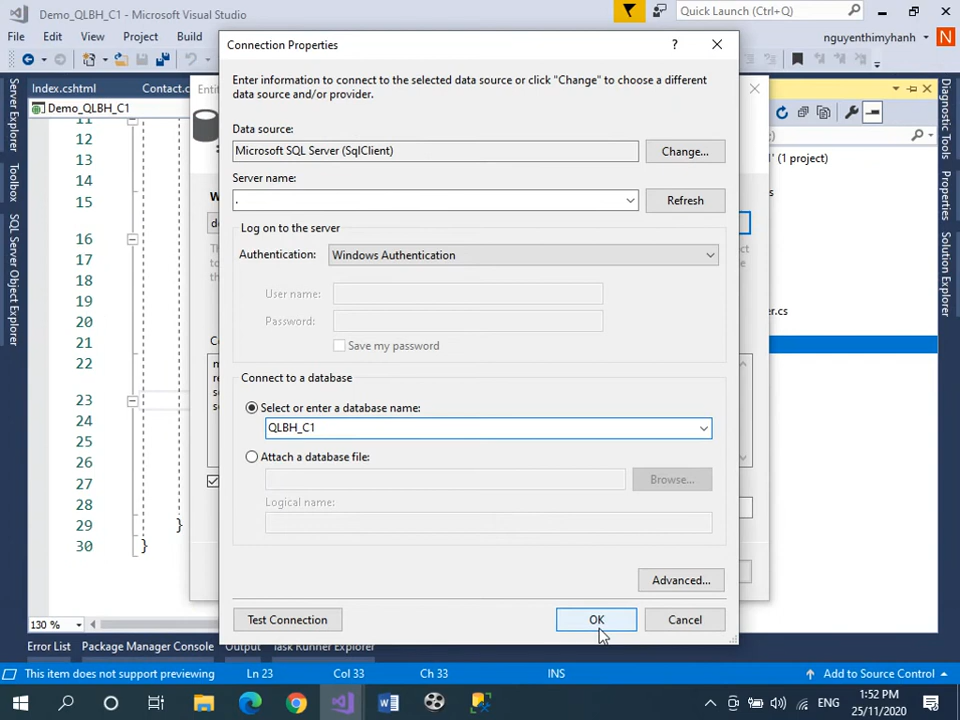 Demo_QLBH_C1 - Microsoft Visual Studio
Quick Launch (Ctrl+Q)
File Edit View Project Build
nguyenthimyhanh
N
Index.cshtml
Contact.c
Demo_QLBH_C1
Server Explorer
Toolbox
SQL Server Object Explorer
Diagnostic Tools
Properties
Solution Explorer
' (1 project)
er.cs
11
12
13
14
15
16
17
18
19
20
21
22
23
24
25
26
27
28
29 }
30 }
Connection Properties
?
Enter information to connect to the selected data source or click "Change" to choose a different
data source and/or provider.
Data source:
Microsoft SQL Server (SqlClient)
Change...
Server name:
.
Refresh
Log on to the server
Authentication:
Windows Authentication
User name:
Password:
Save my password
Connect to a database
Select or enter a database name:
QLBH_C1
Attach a database file:
Browse...
Logical name:
Advanced...
Test Connection
OK
Cancel
130 %
Error List
Package Manager Console
Output
Task Runner Explorer
This item does not support previewing
Ln 23
Col 33
Ch 33
INS
Add to Source Control
ENG
1:52 PM
25/11/2020